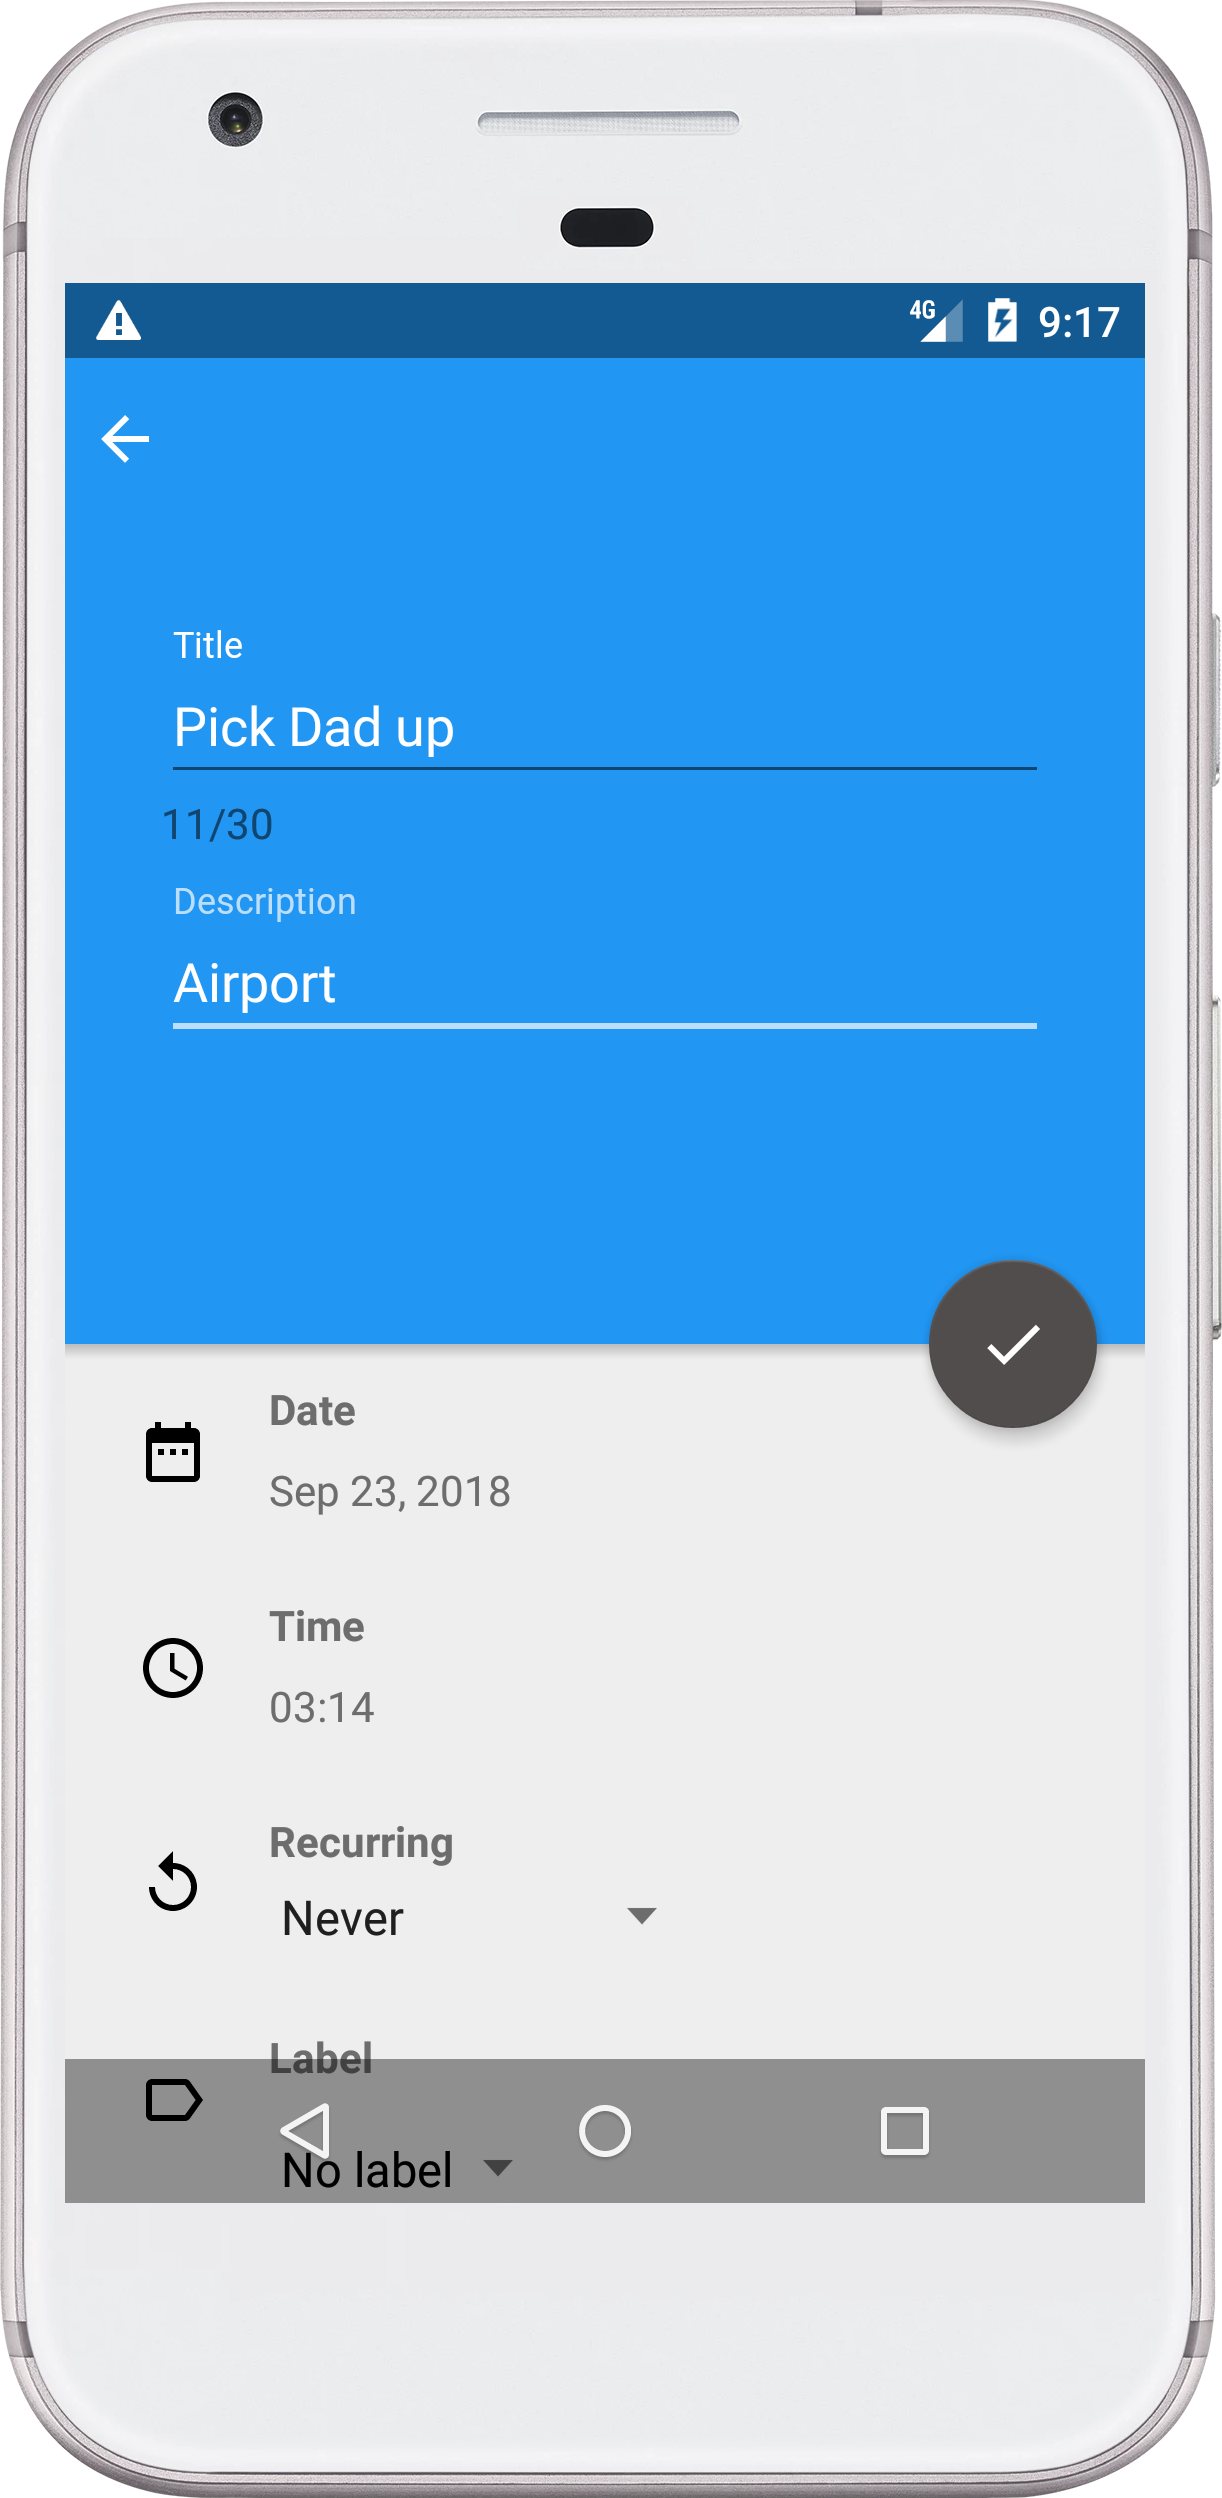 4G 9:17
Title
Pick Dad up
11/30
Description
Airport
Date
Sep 23, 2018
Time
03:14
Recurring
Never
Label
No label